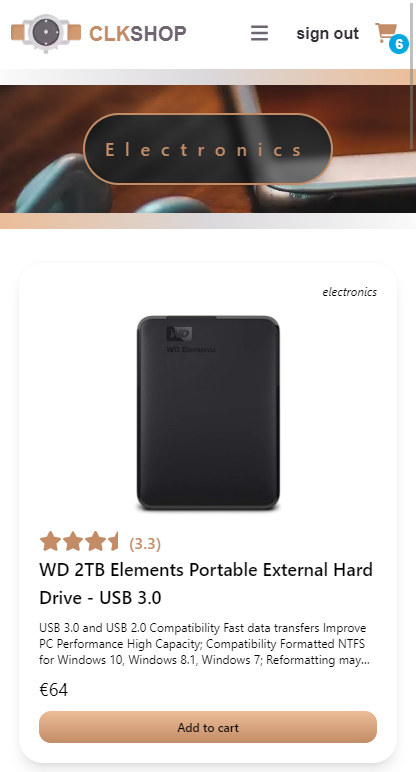 CLKSHOP
sign out
6
Electronics
electronics
WD
WD Elements
(3.3)
WD 2TB Elements Portable External Hard
Drive - USB 3.0
USB 3.0 and USB 2.0 Compatibility Fast data transfers Improve
PC Performance High Capacity; Compatibility Formatted NTFS
for Windows 10, Windows 8.1, Windows 7; Reformatting may...
€64
Add to cart